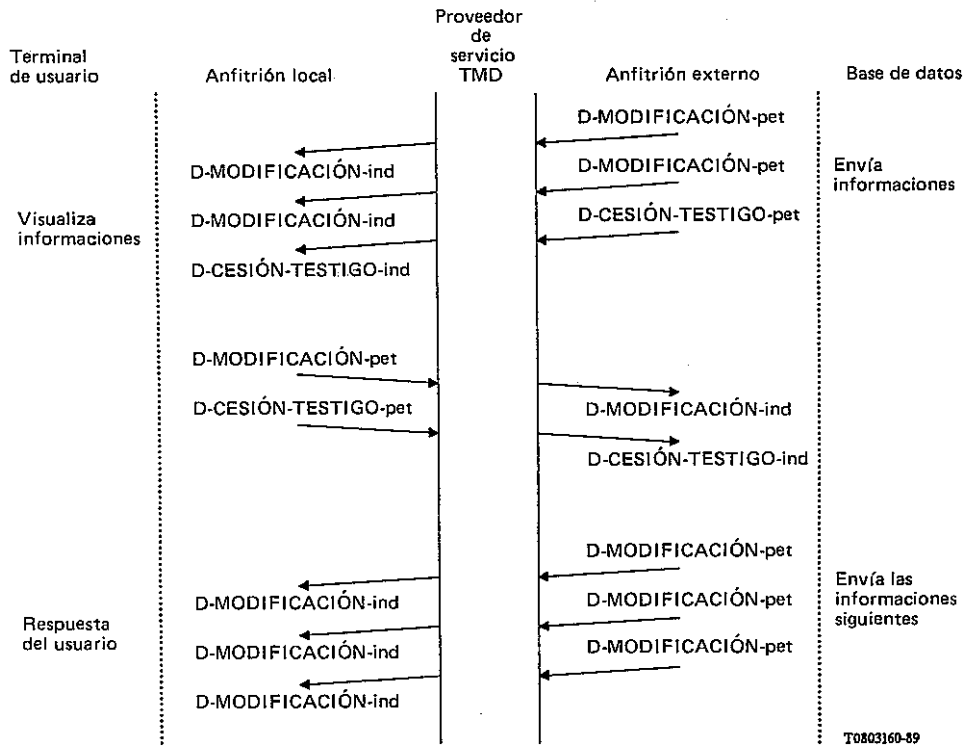 Proveedor
de
servicio
TMD
Terminal
de usuario
Anfitrión local
Anfitrión externo
Base de datos
D-MODIFICACIÓN-pet
D-MODIFICACIÓN-ind
D-MODIFICACIÓN-pet
Envía
informaciones
D-MODIFICACIÓN-ind
D-CESIÓN-TESTIGO-pet
Visualiza
informaciones
D-CESIÓN-TESTIGO-ind
D-MODIFICACIÓN-pet
D-CESIÓN-TESTIGO-pet
D-MODIFICACIÓN-ind
D-CESIÓN-TESTIGO-ind
D-MODIFICACIÓN-pet
D-MODIFICACIÓN-ind
D-MODIFICACIÓN-pet
Envía las
informaciones
siguientes
Respuesta
del usuario
D-MODIFICACIÓN-ind
D-MODIFICACIÓN-pet
D-MODIFICACIÓN-ind
T0803160-89